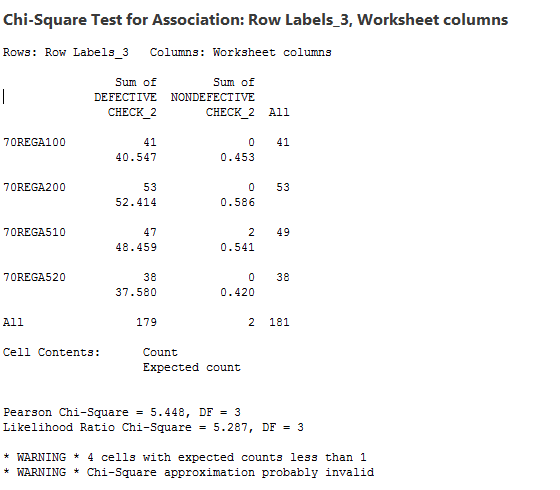 Chi-Square Test for Association: Row Labels_3, Worksheet columns
Rows: Row Labels_3   Columns: Worksheet columns
Sum of   Sum of
DEFECTIVE   NONDEFECTIVE
CHECK_2   CHECK_2   All
70REGA100   41   0   41
40.547   0.453
70REGA200   53   0   53
52.414   0.586
70REGA510   47   2   49
48.459   0.541
70REGA520   38   0   38
37.580   0.420
All   179   2   181
Cell Contents:   Count
Expected count
Pearson Chi-Square = 5.448, DF = 3
Likelihood Ratio Chi-Square = 5.287, DF = 3
* WARNING * 4 cells with expected counts less than 1
* WARNING * Chi-Square approximation probably invalid